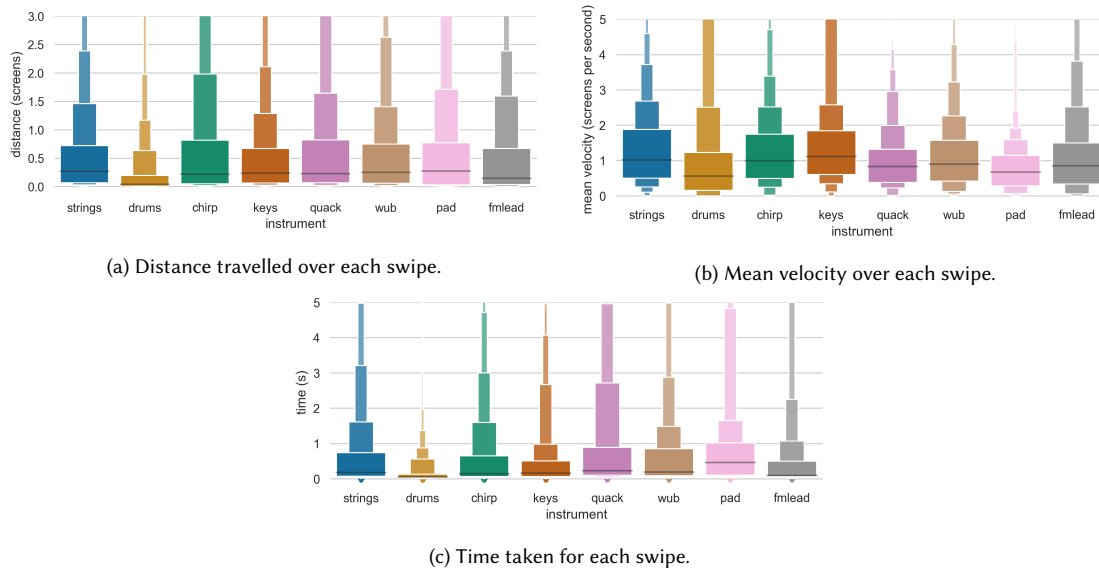 3.0
2.5
2.0
1.5
1.0
0.5
0.0
distance (screens)
strings drums chirp keys quack wub pad fmlead
instrument
(a) Distance travelled over each swipe.
5
4
3
2
1
0
mean velocity (screens per second)
strings drums chirp keys quack wub pad fmlead
instrument
(b) Mean velocity over each swipe.
5
4
3
2
1
0
time (s)
strings drums chirp keys quack wub pad fmlead
instrument
(c) Time taken for each swipe.